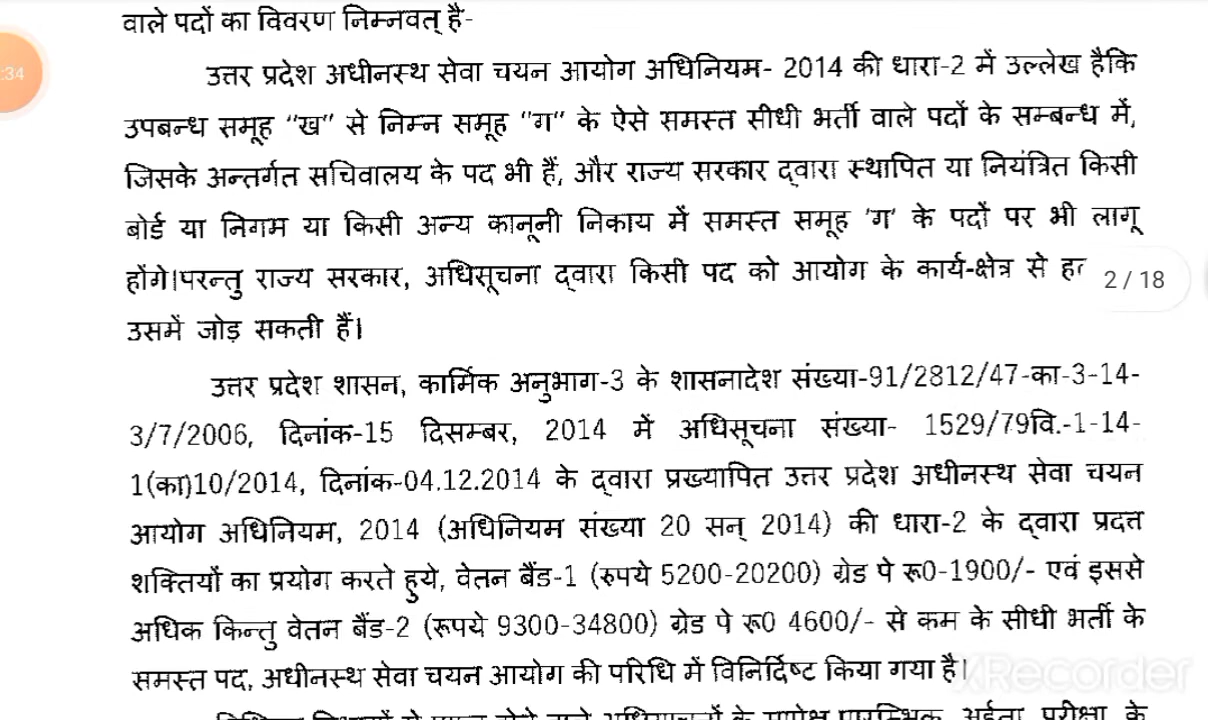 वाले पदों का विवरण निम्नवत् है-
:34
उत्तर प्रदेश अधीनस्थ सेवा चयन आयोग अधिनियम- 2014 की धारा-2 में उल्लेख हैकि
उपबन्ध समूह "ख" से निम्न समूह "ग" के ऐसे समस्त सीधी भर्ती वाले पदों के सम्बन्ध में,
जिसके अन्तर्गत सचिवालय के पद भी हैं, और राज्य सरकार द्वारा स्थापित या नियंत्रित किसी
बोर्ड या निगम या किसी अन्य कानूनी निकाय में समस्त समूह 'ग' के पदों पर भी लागू
होंगे।परन्तु राज्य सरकार, अधिसूचना द्वारा किसी पद को आयोग के कार्य-क्षेत्र से
2 / 18
उसमें जोड़ सकती हैं।
उत्तर प्रदेश शासन, कार्मिक अनुभाग-3 के शासनादेश संख्या-91/2812/47-का-3-14-
3/7/2006, दिनांक-15 दिसम्बर, 2014 में अधिसूचना संख्या- 1529/79वि.-1-14-
1(का)10/2014, दिनांक-04.12.2014 के द्वारा प्रख्यापित उत्तर प्रदेश अधीनस्थ सेवा चयन
आयोग अधिनियम, 2014 (अधिनियम संख्या 20 सन् 2014) की धारा-2 के द्वारा प्रदत्त
शक्तियों का प्रयोग करते हुये, वेतन बैंड-1 (रुपये 5200-20200) ग्रेड पे रू0-1900/- एवं इससे
अधिक किन्तु वेतन बैंड-2 (रूपये 9300-34800) ग्रेड पे रू0 4600/- से कम के सीधी भर्ती के
समस्त पद, अधीनस्थ सेवा चयन आयोग की परिधि में विनिर्दिष्ट किया गया है।
XRecorder